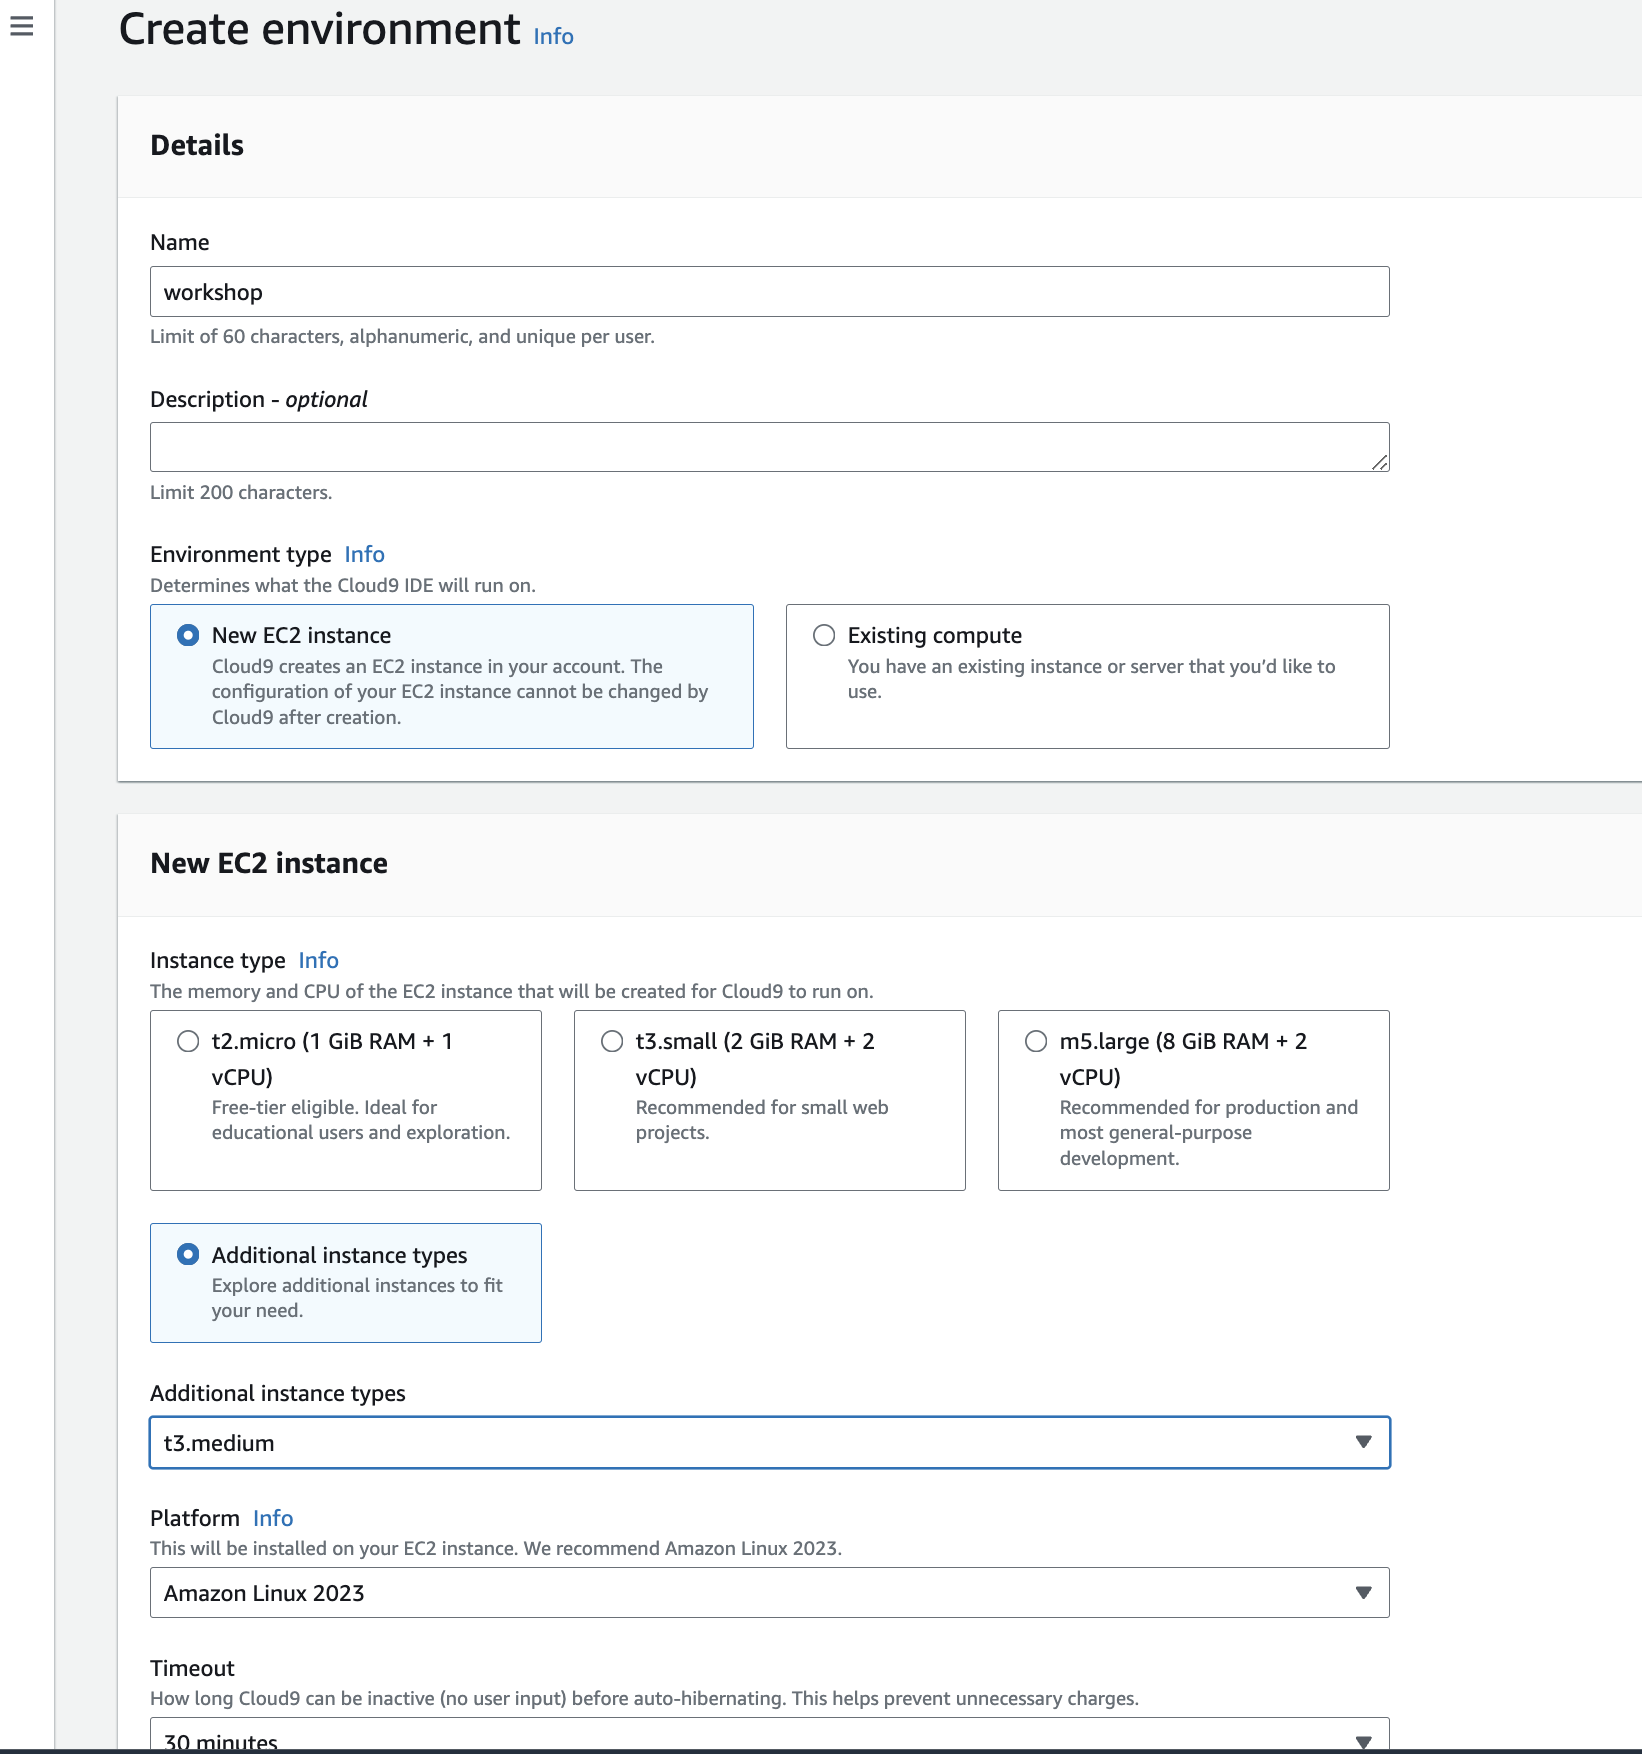 Create environment Info
Details
Name
workshop
Limit of 60 characters, alphanumeric, and unique per user.
Description - optional
Limit 200 characters.
Environment type Info
Determines what the Cloud9 IDE will run on.
New EC2 instance
Cloud9 creates an EC2 instance in your account. The
configuration of your EC2 instance cannot be changed by
Cloud9 after creation.
Existing compute
You have an existing instance or server that you’d like to
use.
New EC2 instance
Instance type Info
The memory and CPU of the EC2 instance that will be created for Cloud9 to run on.
t2.micro (1 GiB RAM + 1
vCPU)
Free-tier eligible. Ideal for
educational users and exploration.
t3.small (2 GiB RAM + 2
vCPU)
Recommended for small web
projects.
m5.large (8 GiB RAM + 2
vCPU)
Recommended for production and
most general-purpose
development.
Additional instance types
Explore additional instances to fit
your need.
Additional instance types
t3.medium
Platform Info
This will be installed on your EC2 instance. We recommend Amazon Linux 2023.
Amazon Linux 2023
Timeout
How long Cloud9 can be inactive (no user input) before auto-hibernating. This helps prevent unnecessary charges.
30 minutes